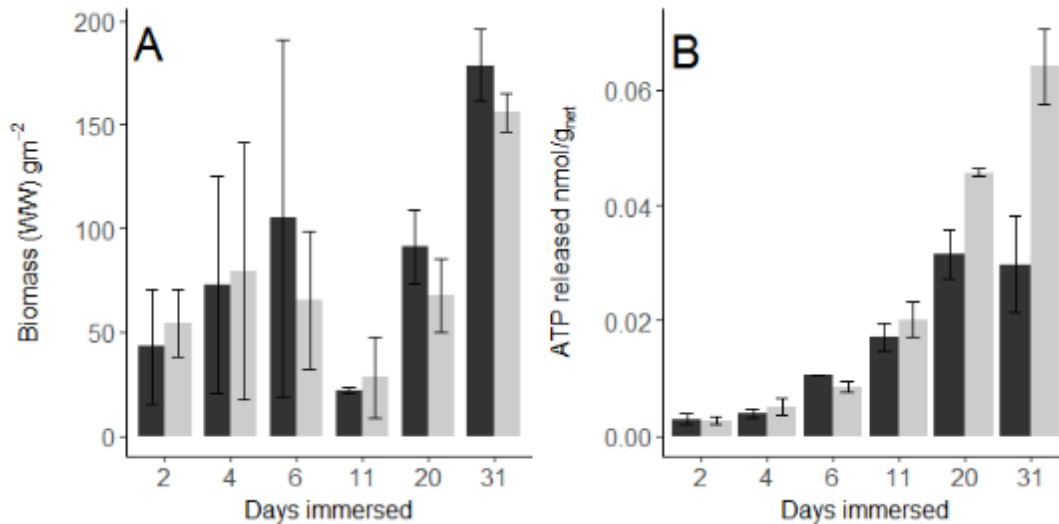 A
Biomass (WW) gm⁻²
200
150
100
50
0
2 4 6 11 20 31
Days immersed
B
ATP released nmol/gnet
0.06
0.04
0.02
0.00
2 4 6 11 20 31
Days immersed